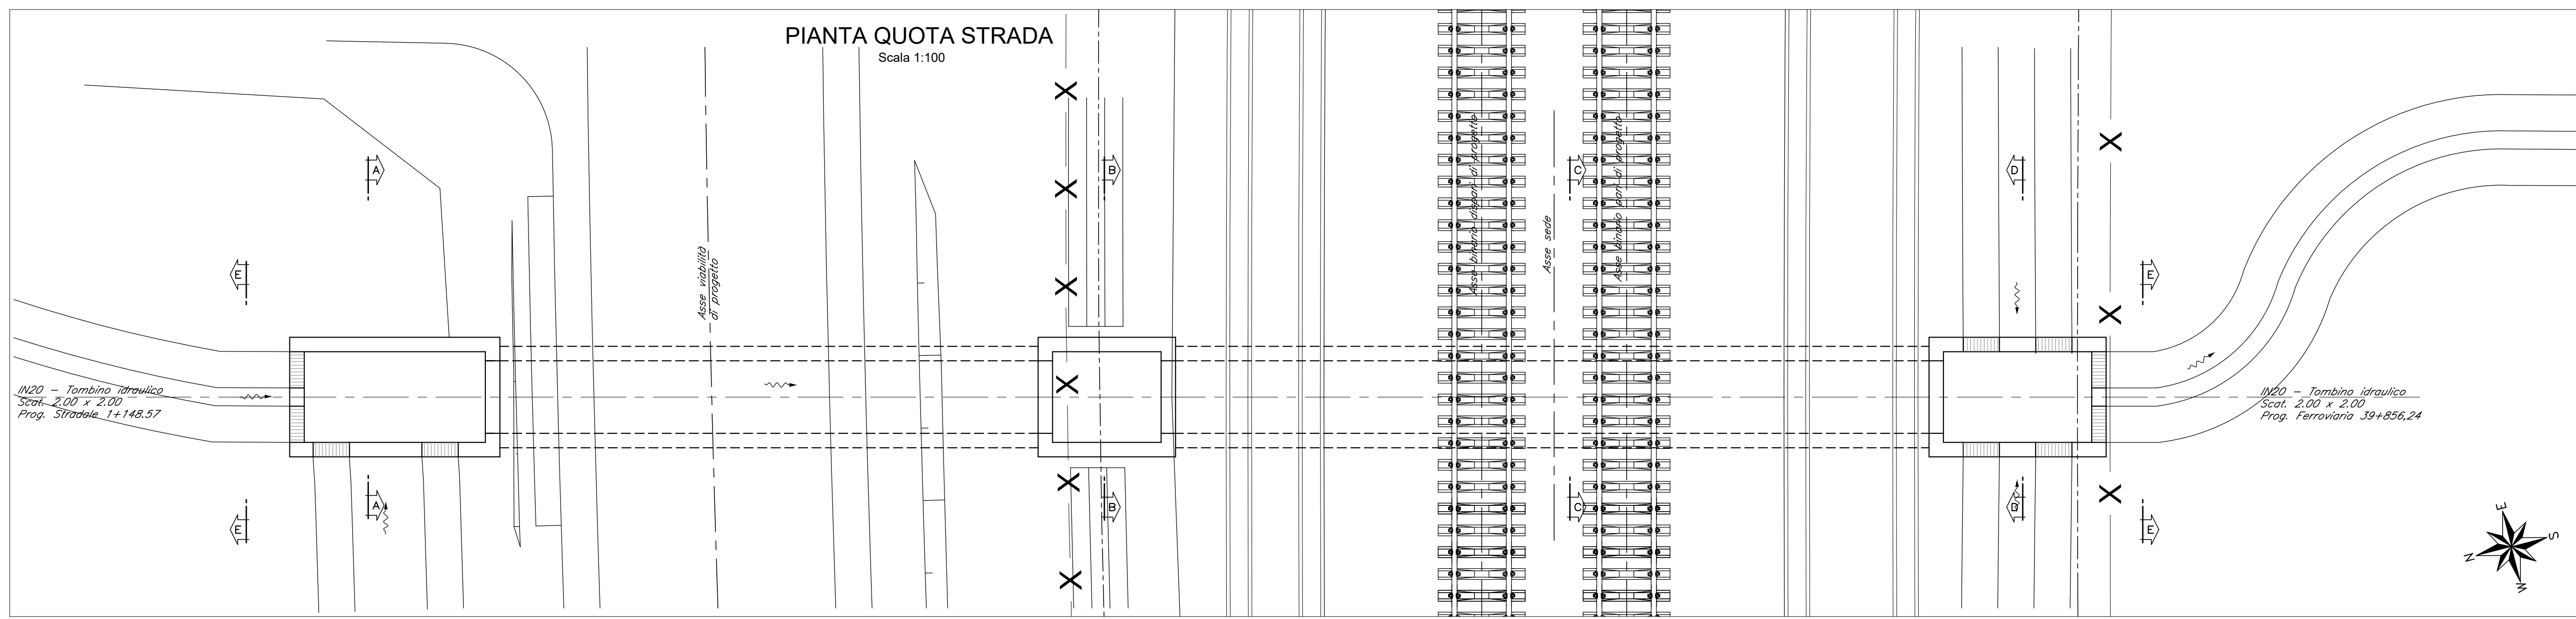 PIANTA QUOTA STRADA
Scala 1:100
A
B
C
D
E
E
Asse viabilità
di progetto
Asse binario dispari di progetto
Asse sede
Asse binario pari di progetto
IN20 - Tombino idraulico
Scat. 2.00 x 2.00
Prog. Stradale 1+148.57
IN20 - Tombino idraulico
Scat. 2.00 x 2.00
Prog. Ferroviaria 39+856,24
A
B
C
D
E
E
E
S
N
W